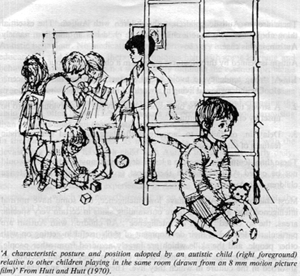 'A characteristic posture and position adopted by an autistic child (right foreground)
relative to other children playing in the same room (drawn from an 8 mm motion picture
film)' From Hutt and Hutt (1970).